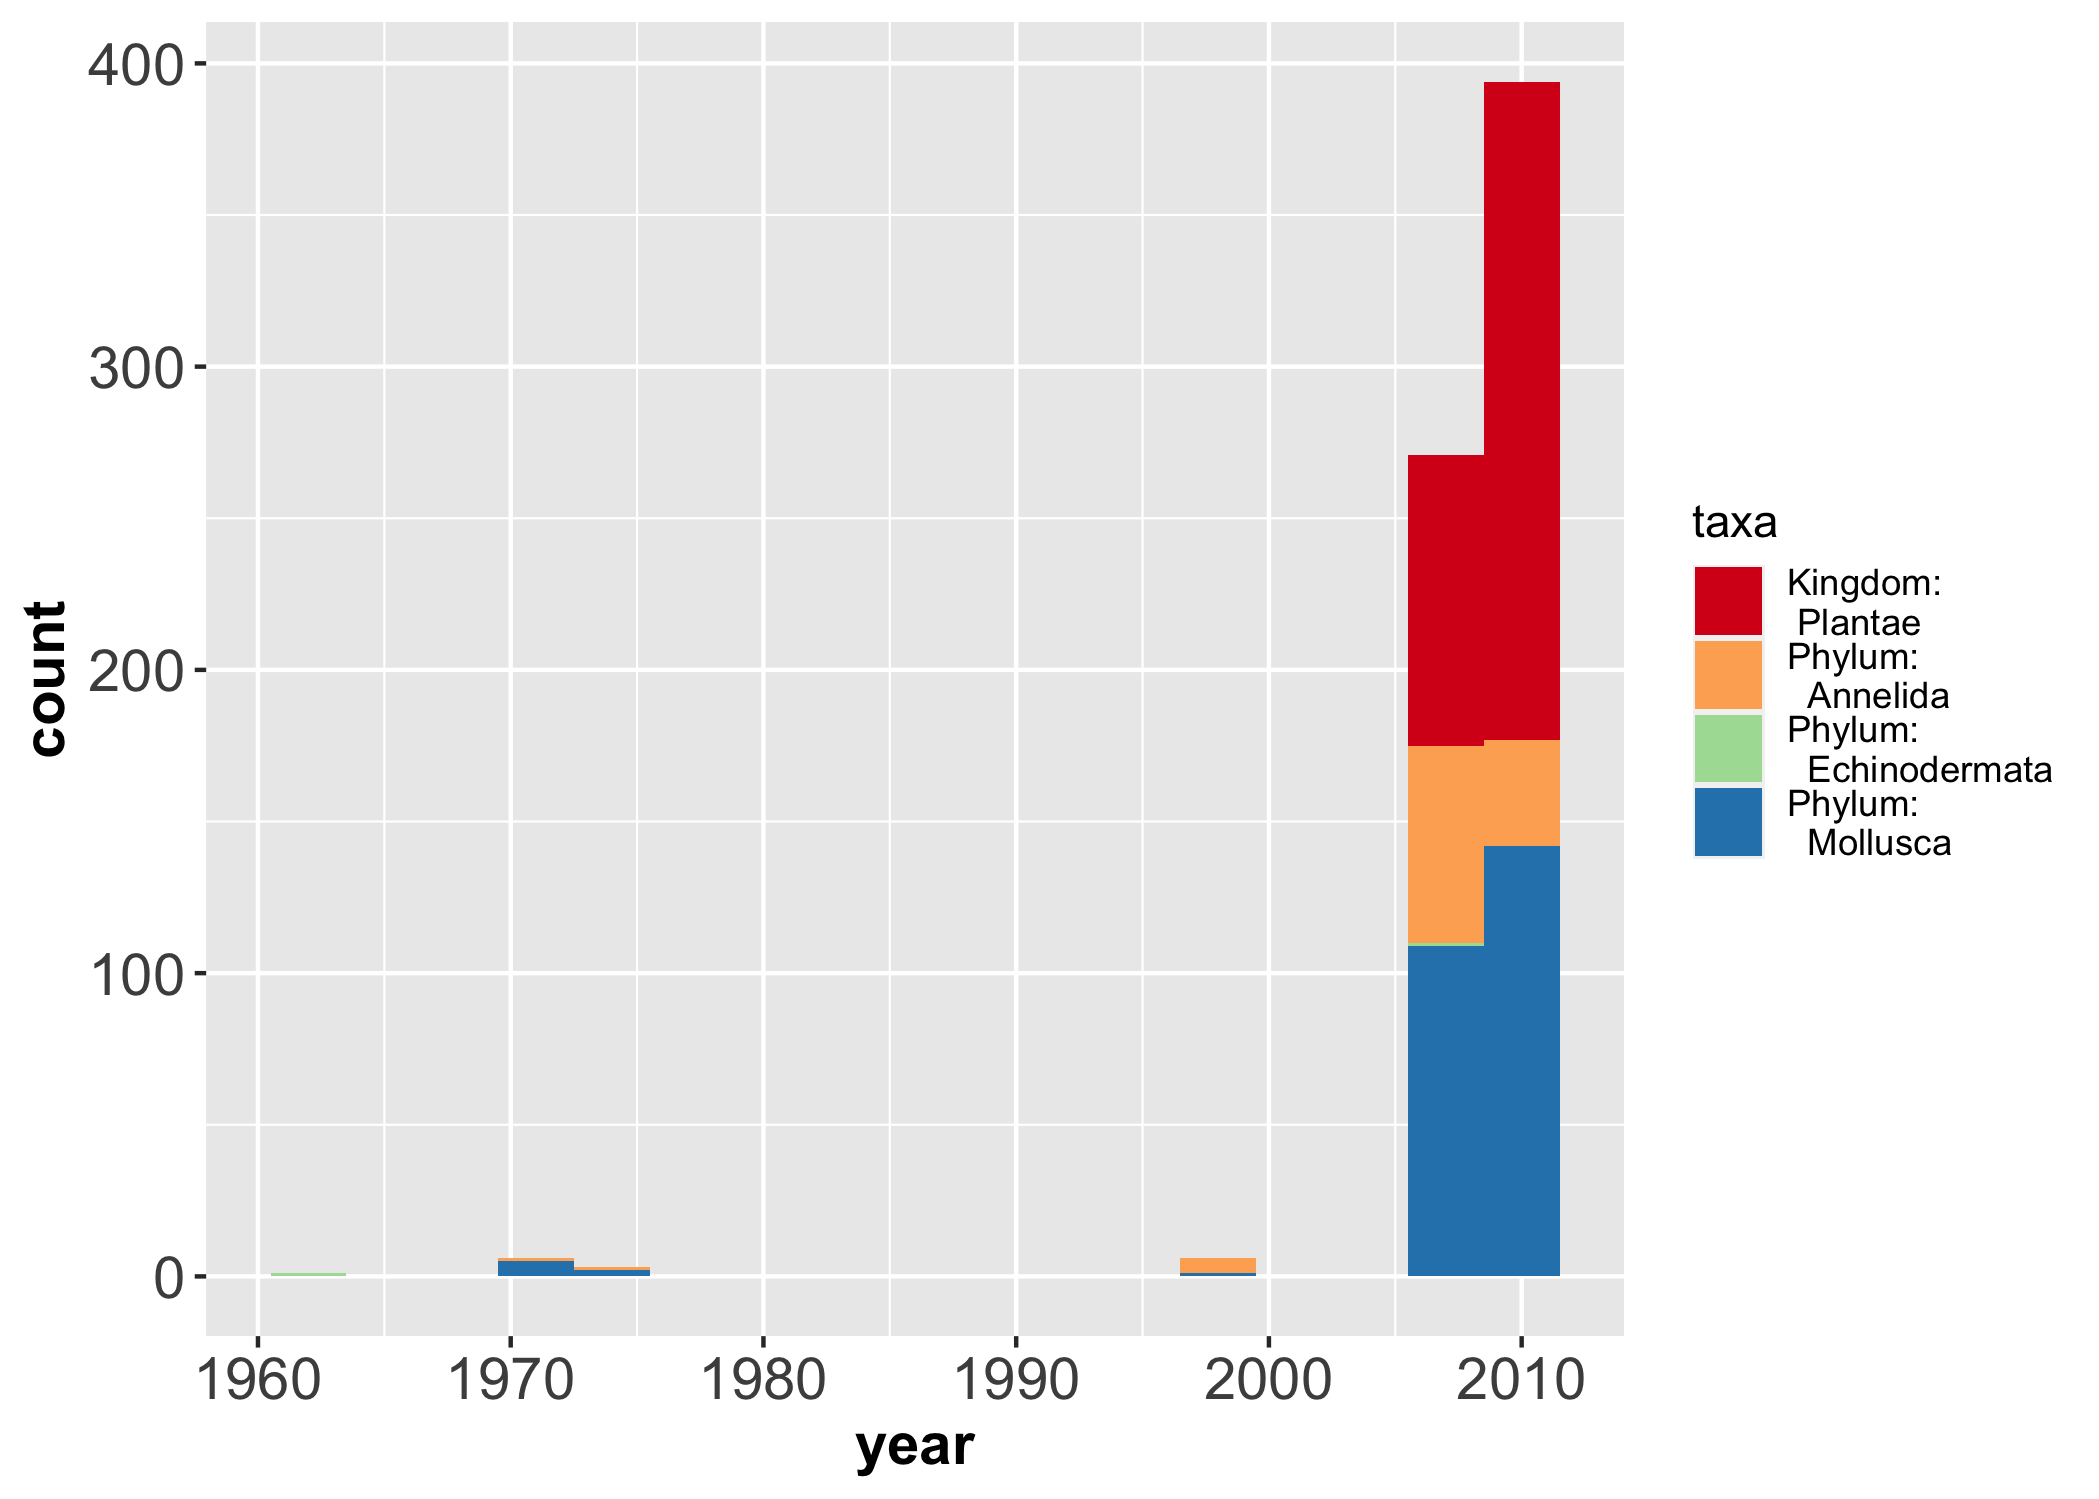 400
300
200
100
0
count
1960 1970 1980 1990 2000 2010
year
taxa
Kingdom:
Plantae
Phylum:
Annelida
Phylum:
Echinodermata
Phylum:
Mollusca